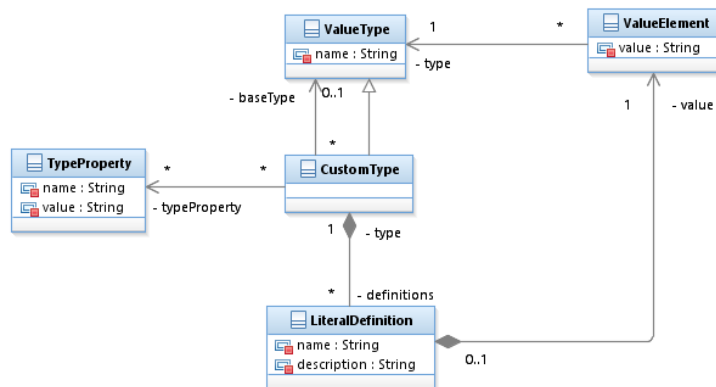 ValueType
name : String
ValueElement
value : String
1
*
- type
- baseType
0..1
1
- value
*
TypeProperty
name : String
value : String
*
*
- typeProperty
CustomType
1
- type
*
- definitions
LiteralDefinition
name : String
description : String
0..1